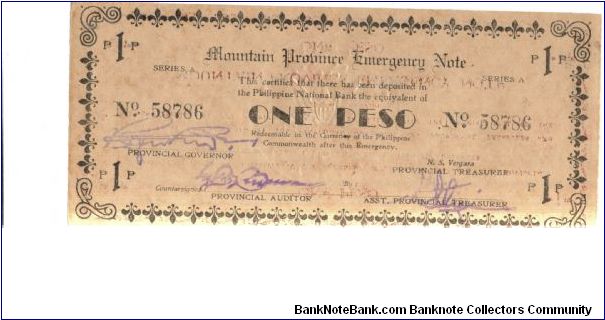 P 1 P P 1 P
Mountain Province Emergency Note
SERIES A SERIES A
This certifies that there has been deposited in
the Philippine National Bank the equivalent of
No. 58786 ONE PESO No. 58786
Redeemable in the Currency of the Philippine
Commonwealth after this Emergency.
PROVINCIAL GOVERNOR
N. S. Vergara
PROVINCIAL TREASURER
P 1 P P 1 P
Countersigned By
PROVINCIAL AUDITOR ASST. PROVINCIAL TREASURER
BankNoteBank.com Banknote Collectors Community